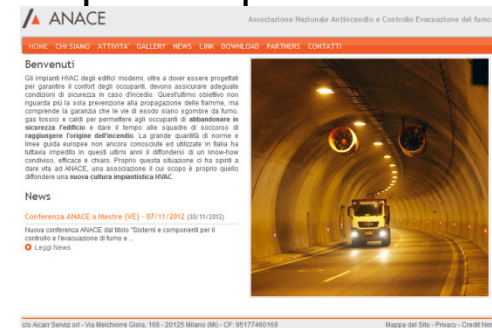 ANACE
Associazione Nazionale Antincendio e Controllo Evacuazione del fumo
HOME CHI SIAMO ATTIVITA' GALLERY NEWS LINK DOWNLOAD PARTNERS CONTATTI
Benvenuti
Gli impianti HVAC degli edifici moderni, oltre a dover essere progettati
per garantire il confort degli occupanti, devono assicurare adeguate
condizioni di sicurezza in caso d'incedio. Quest'ultimo obiettivo non
riguarda più la sola prevenzione alla propagazione delle fiamme, ma
comprende la garanzia che le vie di esodo siano sgombre da fumo,
gas tossici e caldi per permettere agli occupanti di abbandonare in
sicurezza l'edificio e dare il tempo alle squadre di soccorso di
raggiungere l'origine dell'incendio. La grande quantità di norme e
linee guida europee non ancora conosciute ed utilizzate in Italia ha
tuttavia impedito in questi ultimi anni il diffondersi di un know-how
condiviso, efficace e chiaro. Proprio questa situazione ci ha spinti a
dare vita ad ANACE, una associazione il cui scopo è proprio quello
diffondere una nuova cultura impiantistica HVAC
News
Conferenza ANACE a Mestre (VE) - 07/11/2012 (30/11/2012)
Nuova conferenza ANACE dal titolo "Sistemi e componenti per il
controllo e l'evacuazione di fumo e ...
Leggi News
c/o Aicarr Servizi srl - Via Melchiorre Gioia, 168 - 20125 Milano (MI) - CF: 95177460169
Mappa del Sito - Privacy - Credit